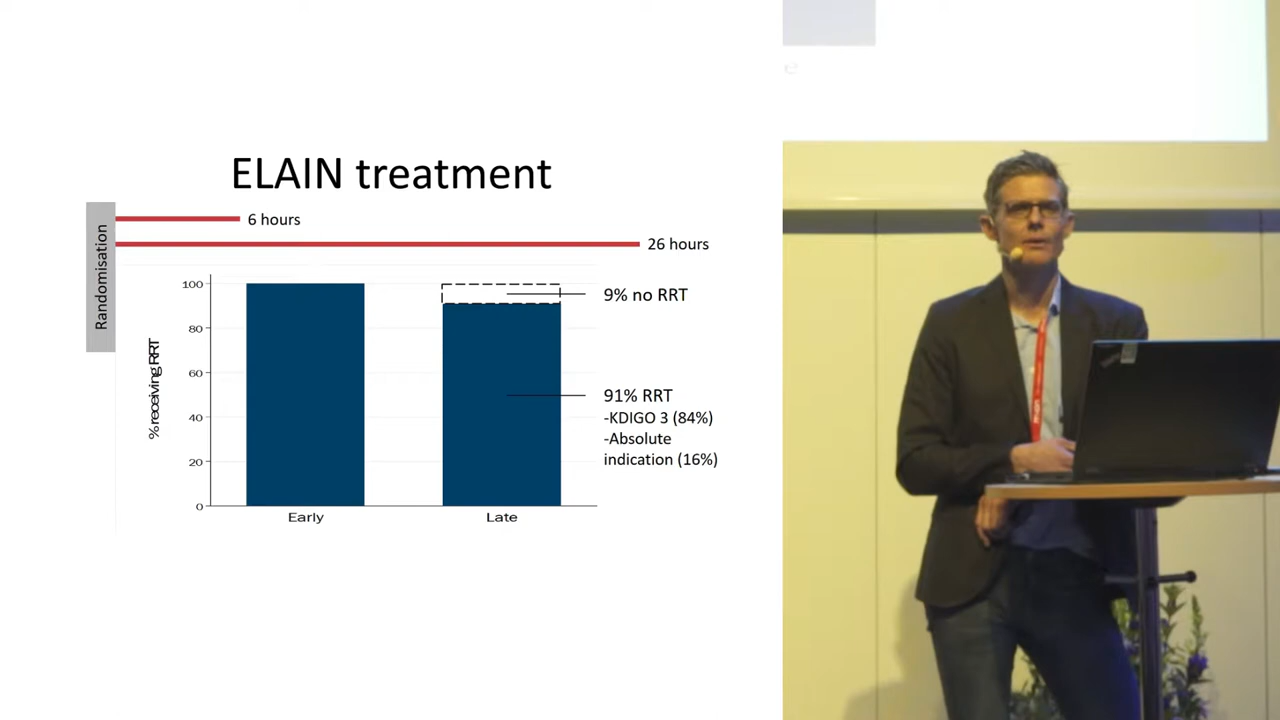 ELAIN treatment
6 hours
26 hours
Randomisation
100
80
60
40
20
0
% receiving RRT
Early
Late
9% no RRT
91% RRT
-KDIGO 3 (84%)
-Absolute
indication (16%)